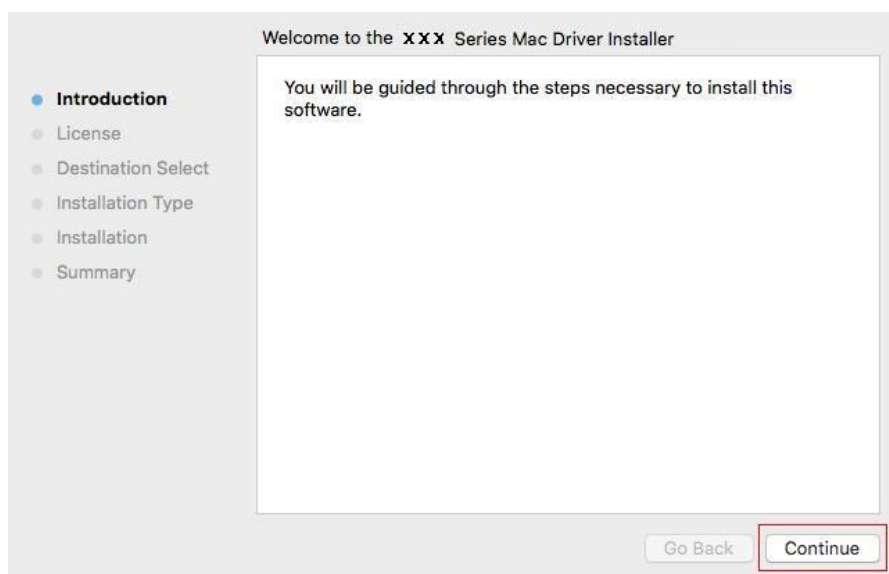 Welcome to the XXX Series Mac Driver Installer
Introduction
License
Destination Select
Installation Type
Installation
Summary
You will be guided through the steps necessary to install this
software.
Go Back
Continue